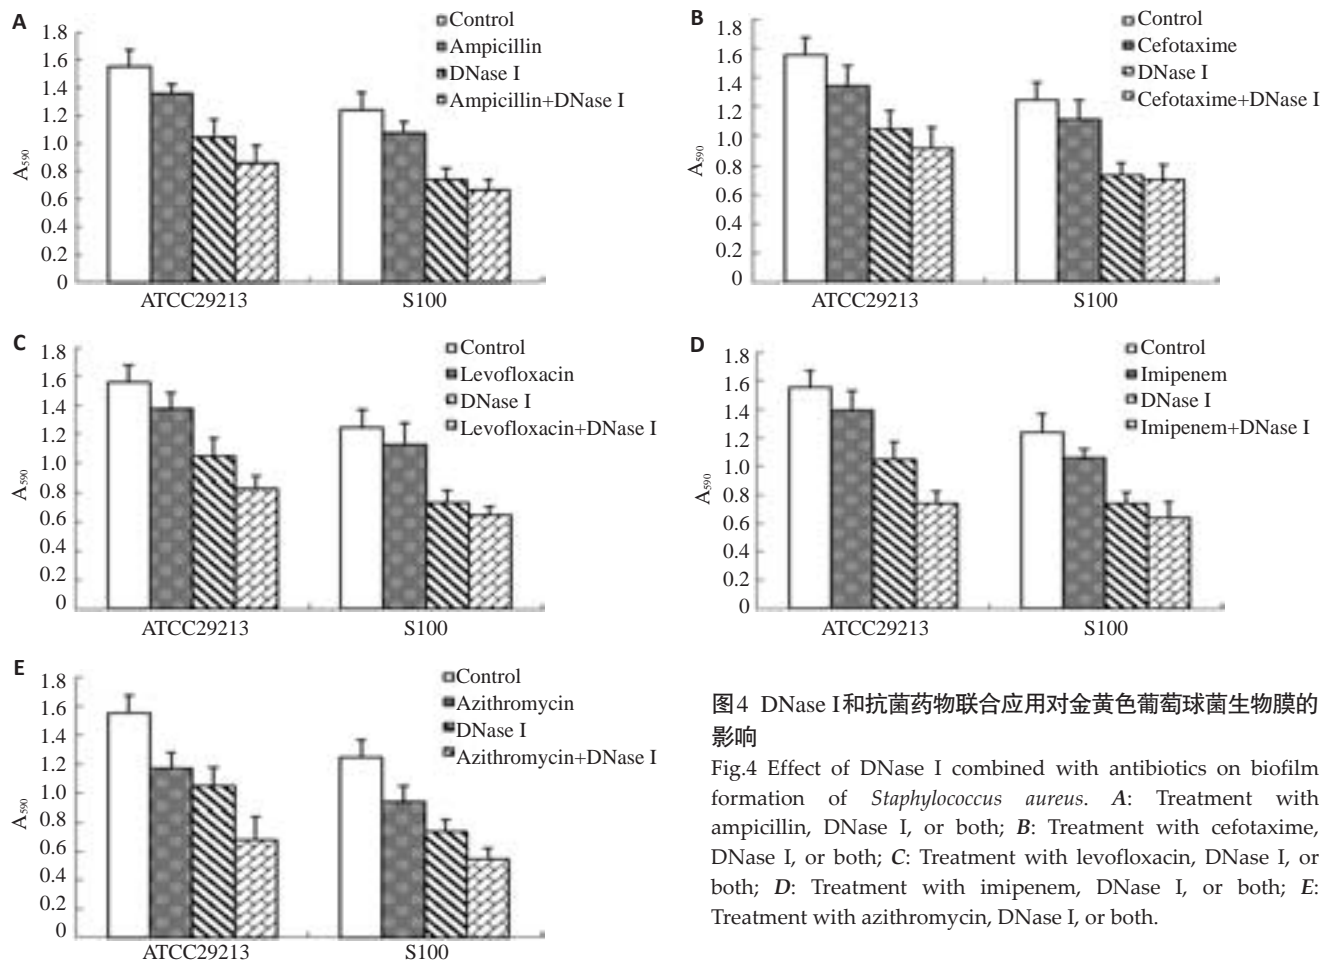 A
1.8
1.6
1.4
1.2
1.0
0.8
0.6
0.4
0.2
0
A590
Control
Ampicillin
DNase I
Ampicillin+DNase I
ATCC29213
S100
B
1.8
1.6
1.4
1.2
1.0
0.8
0.6
0.4
0.2
0
A590
Control
Cefotaxime
DNase I
Cefotaxime+DNase I
ATCC29213
S100
C
1.8
1.6
1.4
1.2
1.0
0.8
0.6
0.4
0.2
0
A590
Control
Levofloxacin
DNase I
Levofloxacin+DNase I
ATCC29213
S100
D
1.8
1.6
1.4
1.2
1.0
0.8
0.6
0.4
0.2
0
A590
Control
Imipenem
DNase I
Imipenem+DNase I
ATCC29213
S100
E
1.8
1.6
1.4
1.2
1.0
0.8
0.6
0.4
0.2
0
A590
Control
Azithromycin
DNase I
Azithromycin+DNase I
ATCC29213
S100
图4 DNase I和抗菌药物联合应用对金黄色葡萄球菌生物膜的
影响
Fig.4 Effect of DNase I combined with antibiotics on biofilm
formation of Staphylococcus aureus. A: Treatment with
ampicillin, DNase I, or both; B: Treatment with cefotaxime,
DNase I, or both; C: Treatment with levofloxacin, DNase I, or
both; D: Treatment with imipenem, DNase I, or both; E:
Treatment with azithromycin, DNase I, or both.